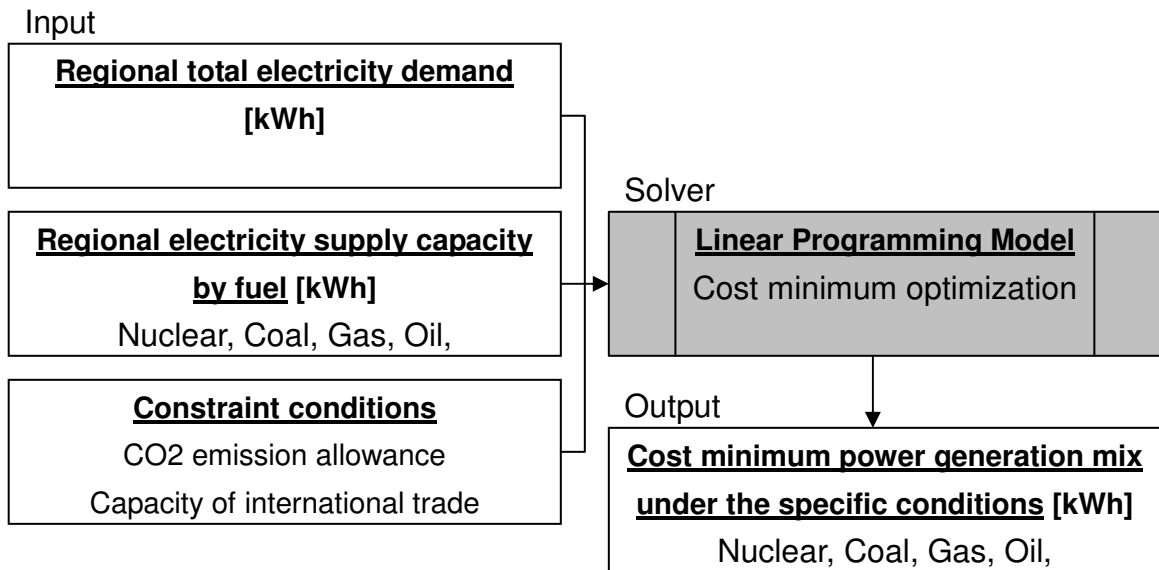 Input
Regional total electricity demand
[kWh]
Regional electricity supply capacity
by fuel [kWh]
Nuclear, Coal, Gas, Oil,
Constraint conditions
CO2 emission allowance
Capacity of international trade
Solver
Linear Programming Model
Cost minimum optimization
Output
Cost minimum power generation mix
under the specific conditions [kWh]
Nuclear, Coal, Gas, Oil,